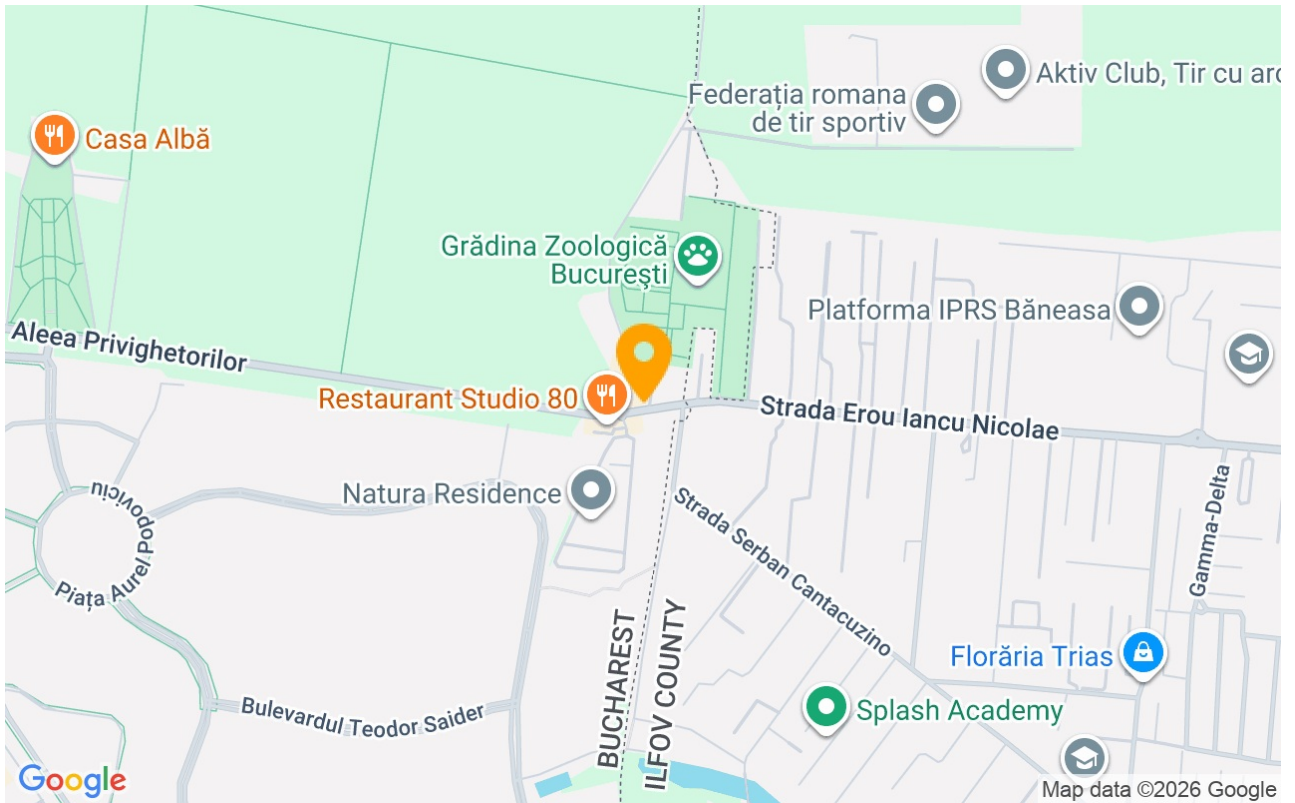 Aktiv Club, Tir cu arc
Federația romana
de tir sportiv
Casa Albă
Grădina Zoologică
București
Platforma IPRS Băneasa
Aleea Privighetorilor
Restaurant Studio 80
Strada Erou Iancu Nicolae
Natura Residence
Piața Aurel Popoviciu
Strada Serban Cantacuzino
Gamma-Delta
BUCHAREST
ILFOV COUNTY
Florăria Trias
Bulevardul Teodor Saider
Splash Academy
Google
Map data ©2026 Google